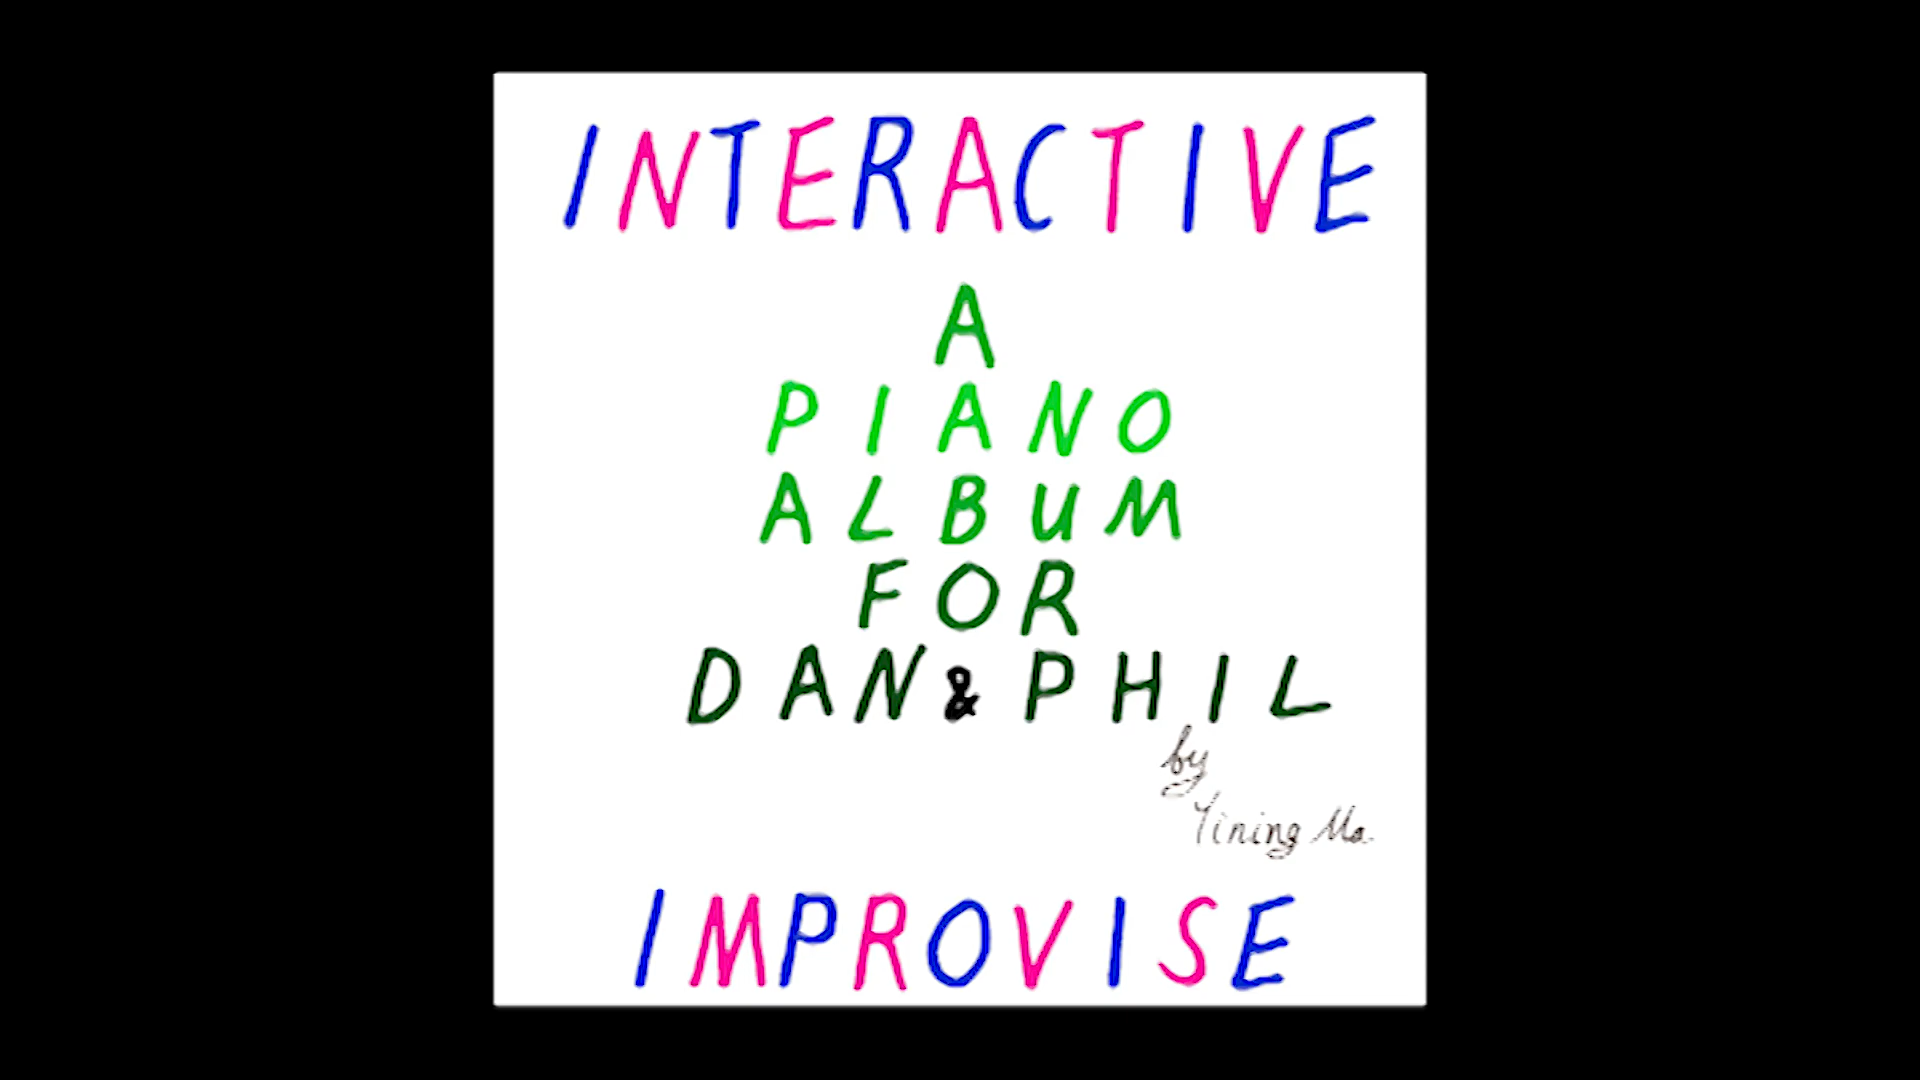 INTERACTIVE
A
PIANO
ALBUM
FOR
DAN & PHIL
by
Yining Ma
IMPROVISE